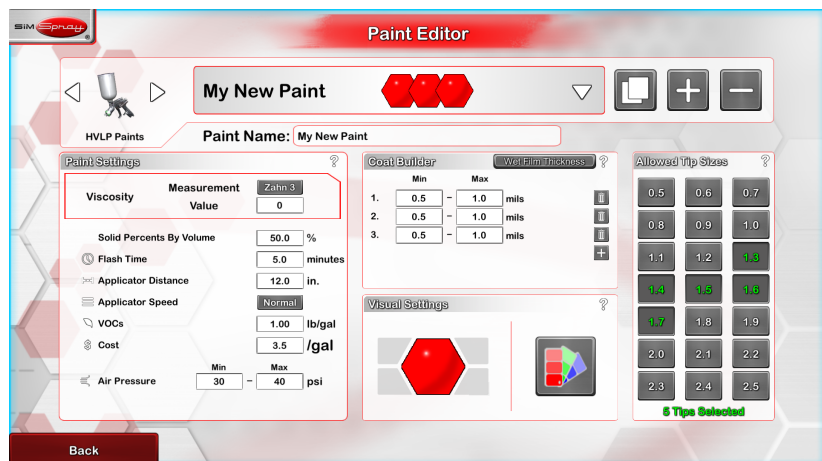 SiM Spray
®
Paint Editor
My New Paint
HVLP Paints
Paint Name: My New Paint
Paint Settings ?
Viscosity
Measurement Zahn 3
Value 0
Solid Percents By Volume 50.0 %
Flash Time 5.0 minutes
Applicator Distance 12.0 in.
Applicator Speed Normal
VOCs 1.00 lb/gal
Cost 3.5 /gal
Min Max
Air Pressure 30 – 40 psi
Coat Builder Wet Film Thickness ?
Min Max
1. 0.5 – 1.0 mils
2. 0.5 – 1.0 mils
3. 0.5 – 1.0 mils
Visual Settings ?
Allowed Tip Sizes ?
0.5 0.6 0.7
0.8 0.9 1.0
1.1 1.2 1.3
1.4 1.5 1.6
1.7 1.8 1.9
2.0 2.1 2.2
2.3 2.4 2.5
5 Tips Selected
Back